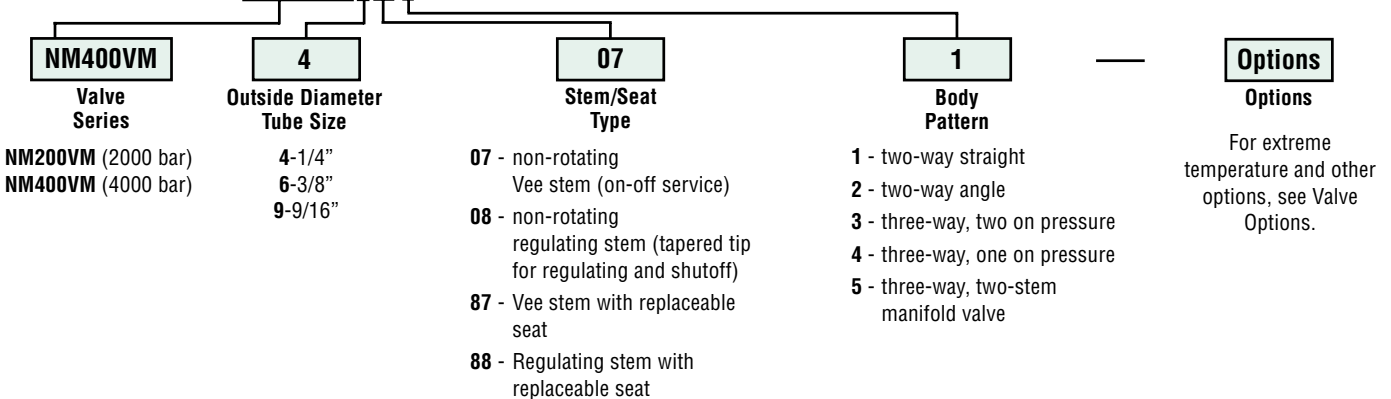 NM400VM
Valve
Series
NM200VM (2000 bar)
NM400VM (4000 bar)
4
Outside Diameter
Tube Size
4-1/4”
6-3/8”
9-9/16”
07
Stem/Seat
Type
07 - non-rotating
Vee stem (on-off service)
08 - non-rotating
regulating stem (tapered tip
for regulating and shutoff)
87 - Vee stem with replaceable
seat
88 - Regulating stem with
replaceable seat
1
Body
Pattern
1 - two-way straight
2 - two-way angle
3 - three-way, two on pressure
4 - three-way, one on pressure
5 - three-way, two-stem
manifold valve
—
Options
Options
For extreme
temperature and other
options, see Valve
Options.